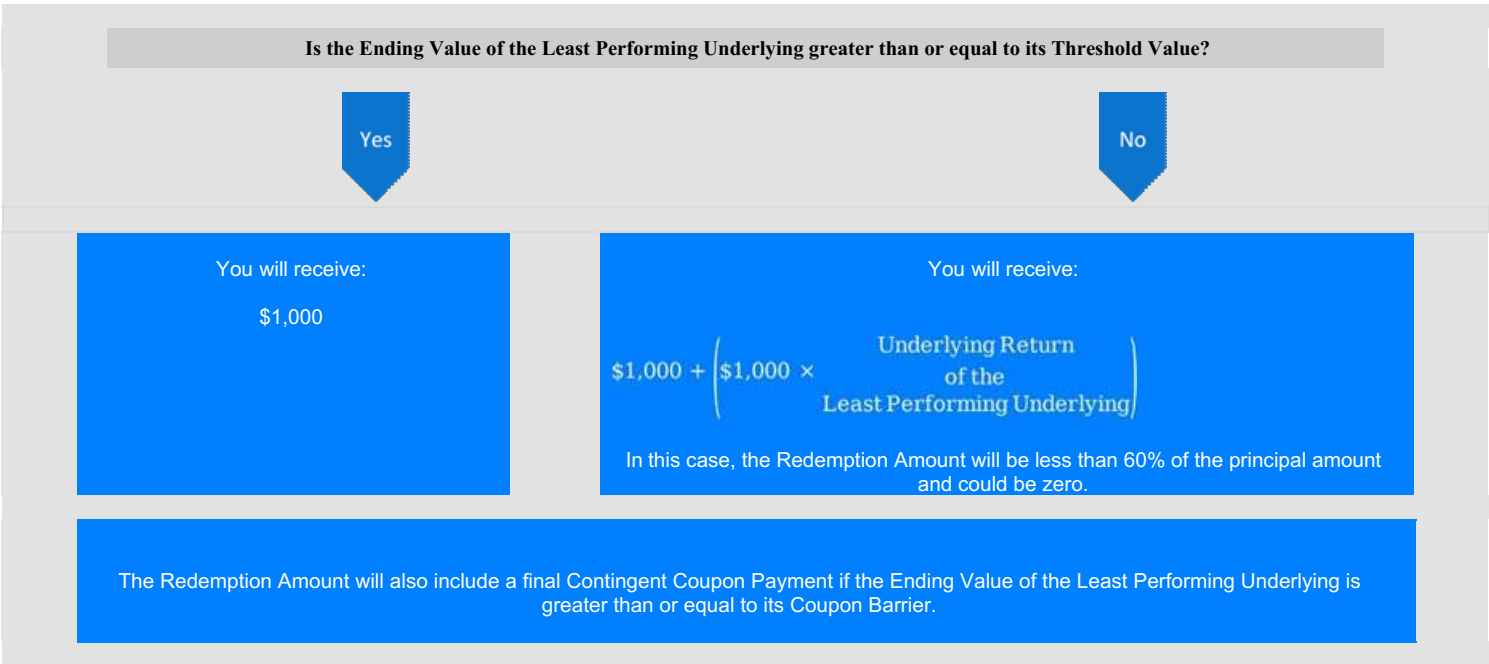 Is the Ending Value of the Least Performing Underlying greater than or equal to its Threshold Value?
Yes
No
You will receive:
$1,000
You will receive:
$1,000 + ($1,000 × Underlying Return
of the
Least Performing Underlying)
In this case, the Redemption Amount will be less than 60% of the principal amount
and could be zero.
The Redemption Amount will also include a final Contingent Coupon Payment if the Ending Value of the Least Performing Underlying is
greater than or equal to its Coupon Barrier.